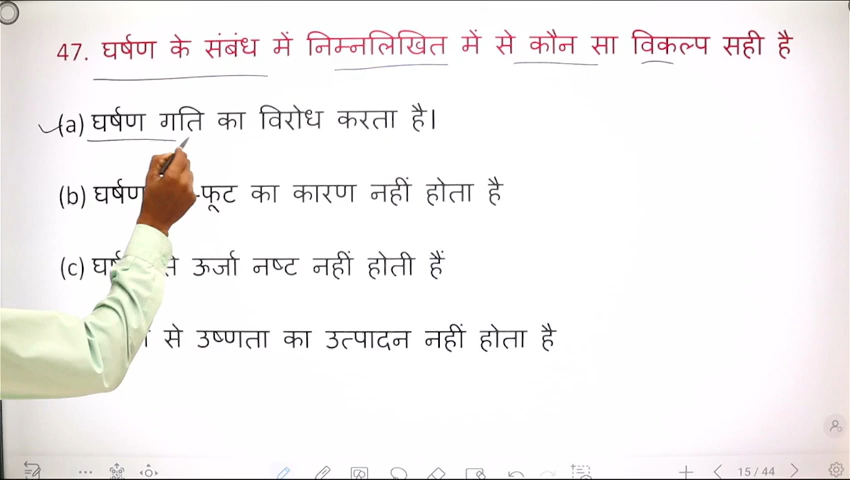 47. घर्षण के संबंध में निम्नलिखित में से कौन सा विकल्प सही है
(a) घर्षण गति का विरोध करता है।
(b) घर्षण -फूट का कारण नहीं होता है
(c) से ऊर्जा नष्ट नहीं होती हैं
से उष्णता का उत्पादन नहीं होता है
15/44